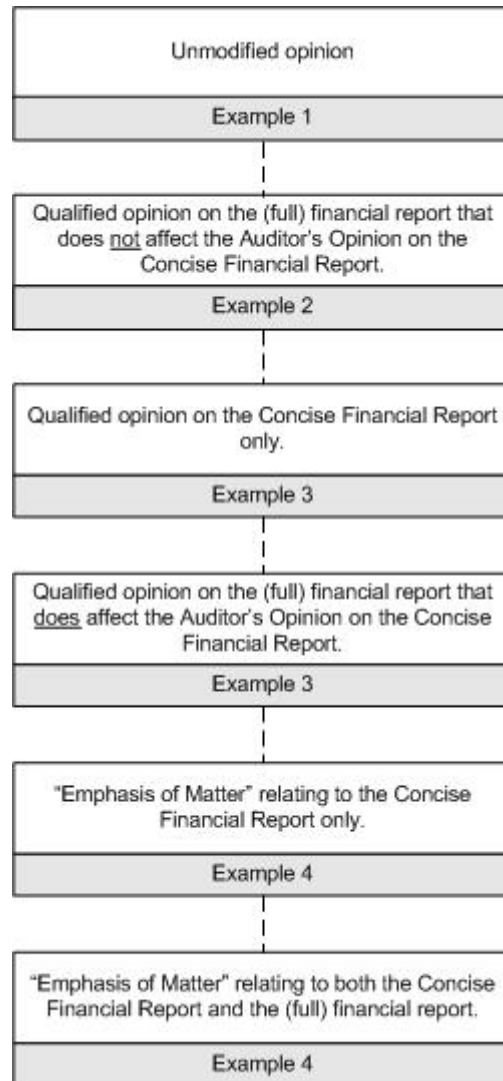 Unmodified opinion
Example 1
Qualified opinion on the (full) financial report that
does not affect the Auditor's Opinion on the
Concise Financial Report.
Example 2
Qualified opinion on the Concise Financial Report
only.
Example 3
Qualified opinion on the (full) financial report that
does affect the Auditor's Opinion on the Concise
Financial Report.
Example 3
“Emphasis of Matter” relating to the Concise
Financial Report only.
Example 4
“Emphasis of Matter” relating to both the Concise
Financial Report and the (full) financial report.
Example 4